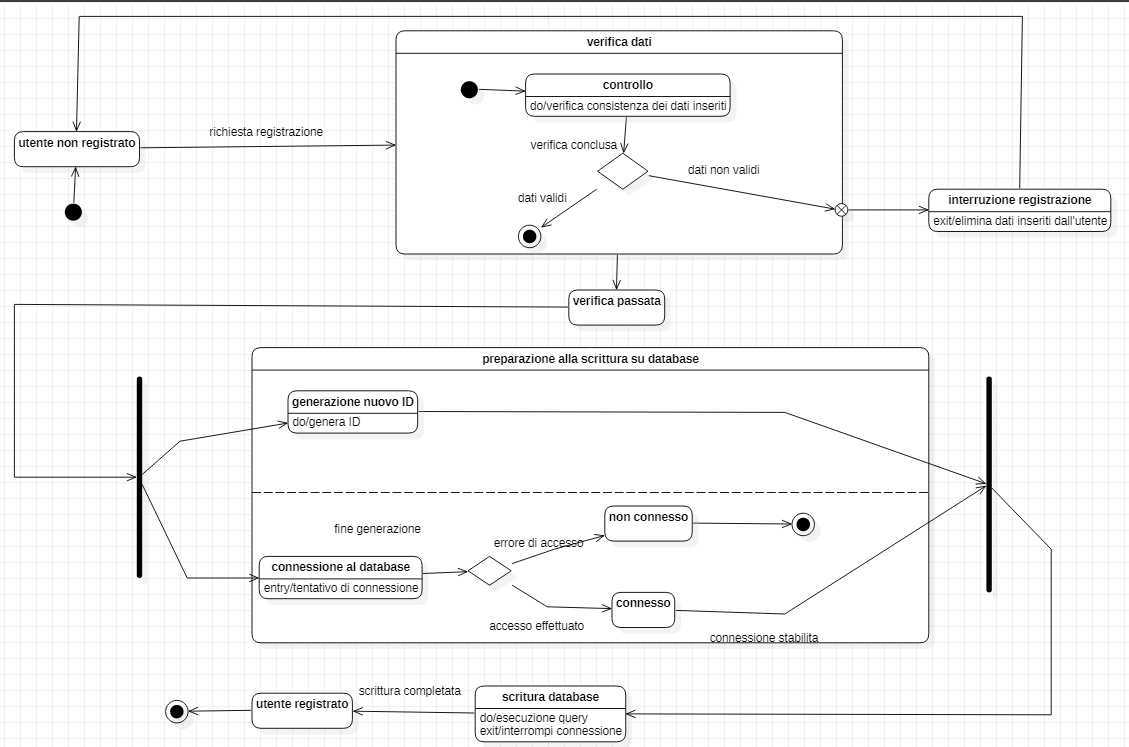 verifica dati
controllo
do/verifica consistenza dei dati inseriti
utente non registrato
richiesta registrazione
verifica conclusa
dati non validi
dati validi
interruzione registrazione
exit/elimina dati inseriti dall'utente
verifica passata
preparazione alla scrittura su database
generazione nuovo ID
do/genera ID
fine generazione
non connesso
errore di accesso
connessione al database
entry/tentativo di connessione
connesso
accesso effettuato
connessione stabilita
utente registrato
scrittura completata
scritura database
do/esecuzione query
exit/interrompi connessione